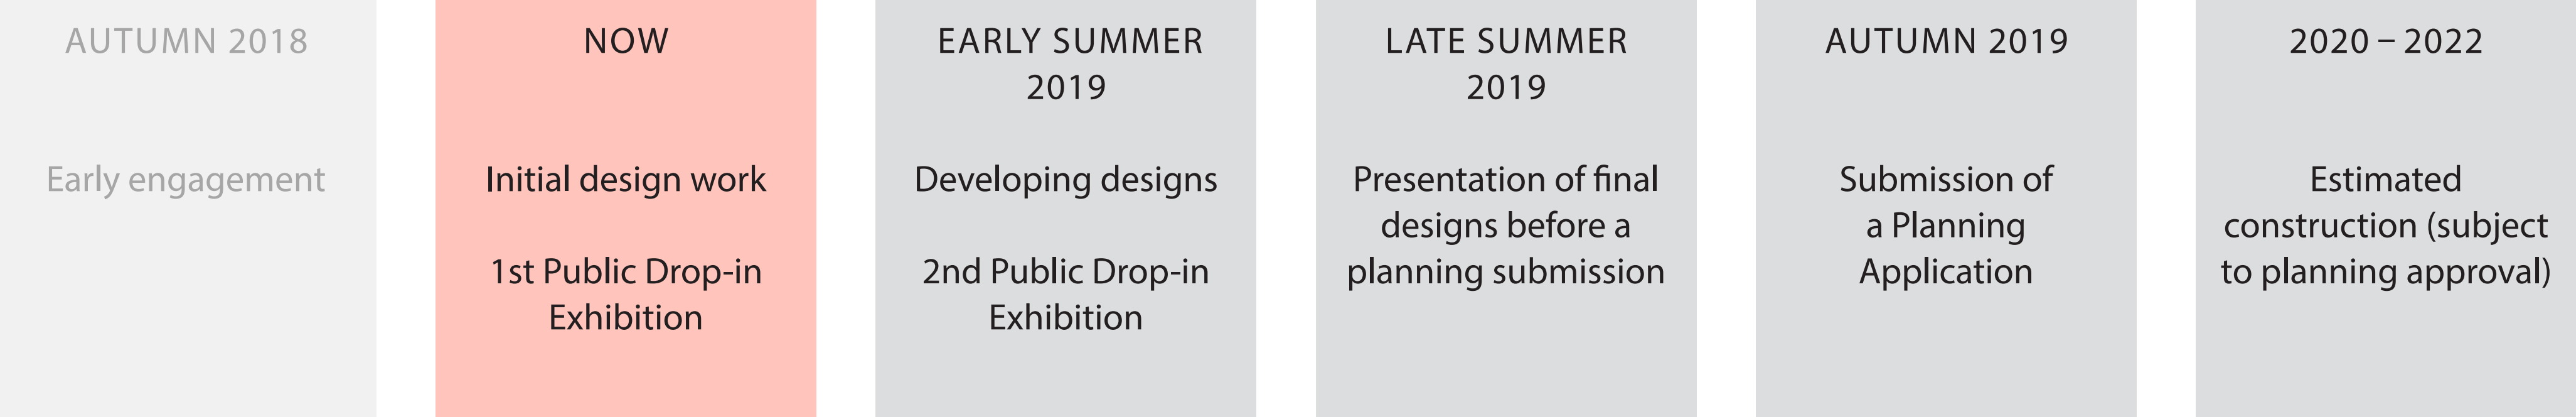 AUTUMN 2018
Early engagement
NOW
Initial design work
1st Public Drop-in
Exhibition
EARLY SUMMER
2019
Developing designs
2nd Public Drop-in
Exhibition
LATE SUMMER
2019
Presentation of final
designs before a
planning submission
AUTUMN 2019
Submission of
a Planning
Application
2020 – 2022
Estimated
construction (subject
to planning approval)